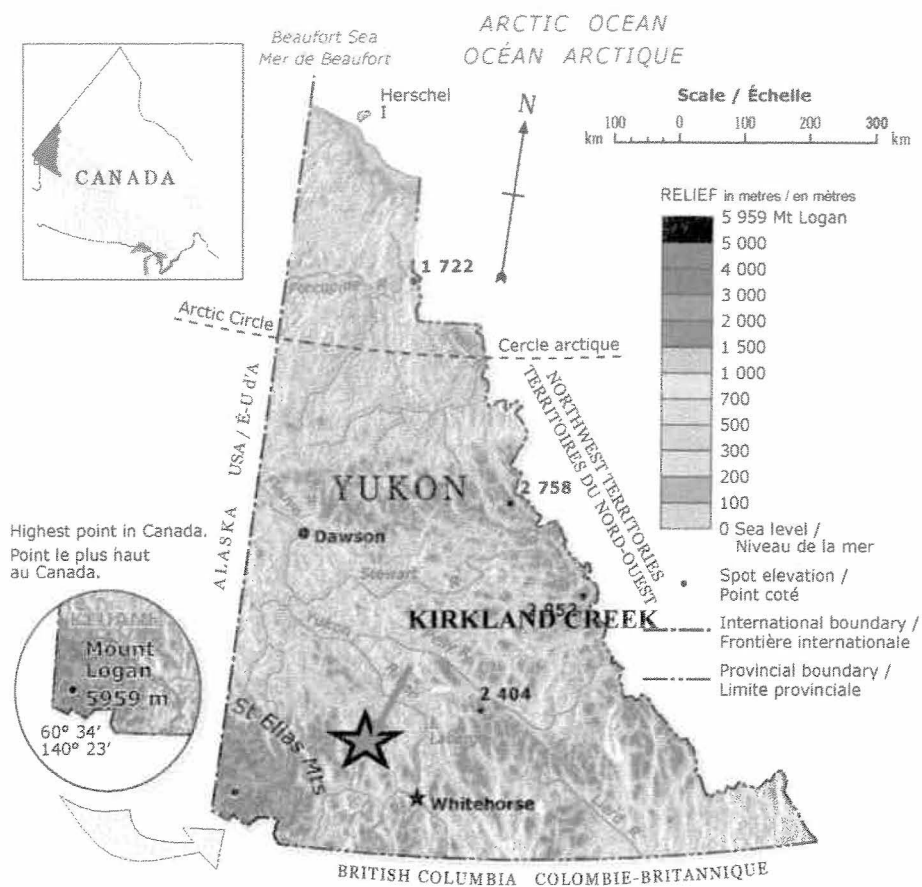 ARCTIC OCEAN
OCÉAN ARCTIQUE
Beaufort Sea
Mer de Beaufort
Herschel
I
N
Scale / Échelle
100 0 100 200 300
km km
CANADA
RELIEF in metres / en mètres
5 959 Mt Logan
5 000
4 000
3 000
2 000
1 500
1 000
700
500
300
200
100
0 Sea level /
Niveau de la mer
Spot elevation /
Point coté
International boundary /
Frontière internationale
Provincial boundary /
Limite provinciale
1 722
Porcupine R
Arctic Circle
Cercle arctique
NORTHWEST TERRITORIES
TERRITOIRES DU NORD-OUEST
ALASKA USA / É-U d'A
YUKON
2 758
Dawson
Stewart R
KIRKLAND CREEK
Yukon
R
2 404
St Elias Mts
Whitehorse
R
Highest point in Canada.
Point le plus haut
au Canada.
KLUANE
Mount
Logan
5959 m
60° 34'
140° 23'
BRITISH COLUMBIA COLOMBIE-BRITANNIQUE